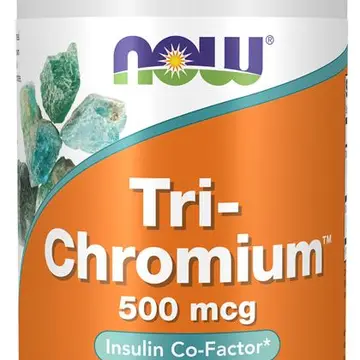 NOW®
Tri-
Chromium™
500 mcg
Insulin Co-Factor*